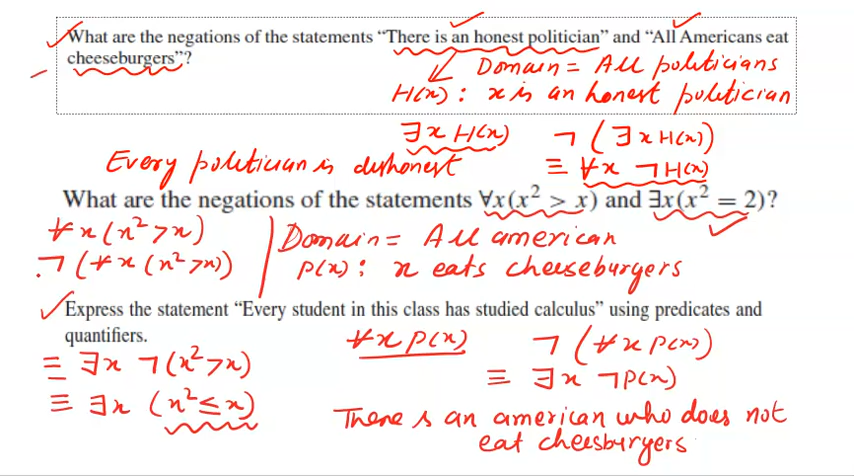 What are the negations of the statements “There is an honest politician” and “All Americans eat
cheeseburgers”?
Domain = All politicians
H(x) : x is an honest politician
∃x H(x)
¬(∃x H(x))
Every politician is dishonest
≡ ∀x ¬H(x)
What are the negations of the statements ∀x(x² > x) and ∃x(x² = 2)?
∀x (x² > x)
¬(∀x (x² > x))
Domain = All american
P(x) : x eats cheeseburgers
Express the statement “Every student in this class has studied calculus” using predicates and
quantifiers.
≡ ∃x ¬(x² > x)
≡ ∃x (x² ≤ x)
∀x P(x)
¬(∀x P(x))
≡ ∃x ¬P(x)
There is an american who does not
eat cheesburgers